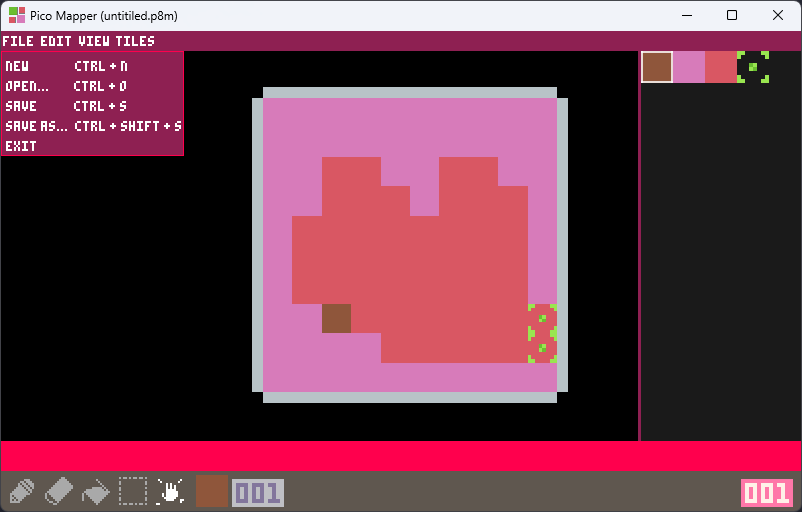 Pico Mapper (untitiled.p8m)
FILE EDIT VIEW TILES
NEW CTRL + N
OPEN... CTRL + O
SAVE CTRL + S
SAVE AS... CTRL + SHIFT + S
EXIT
001
001